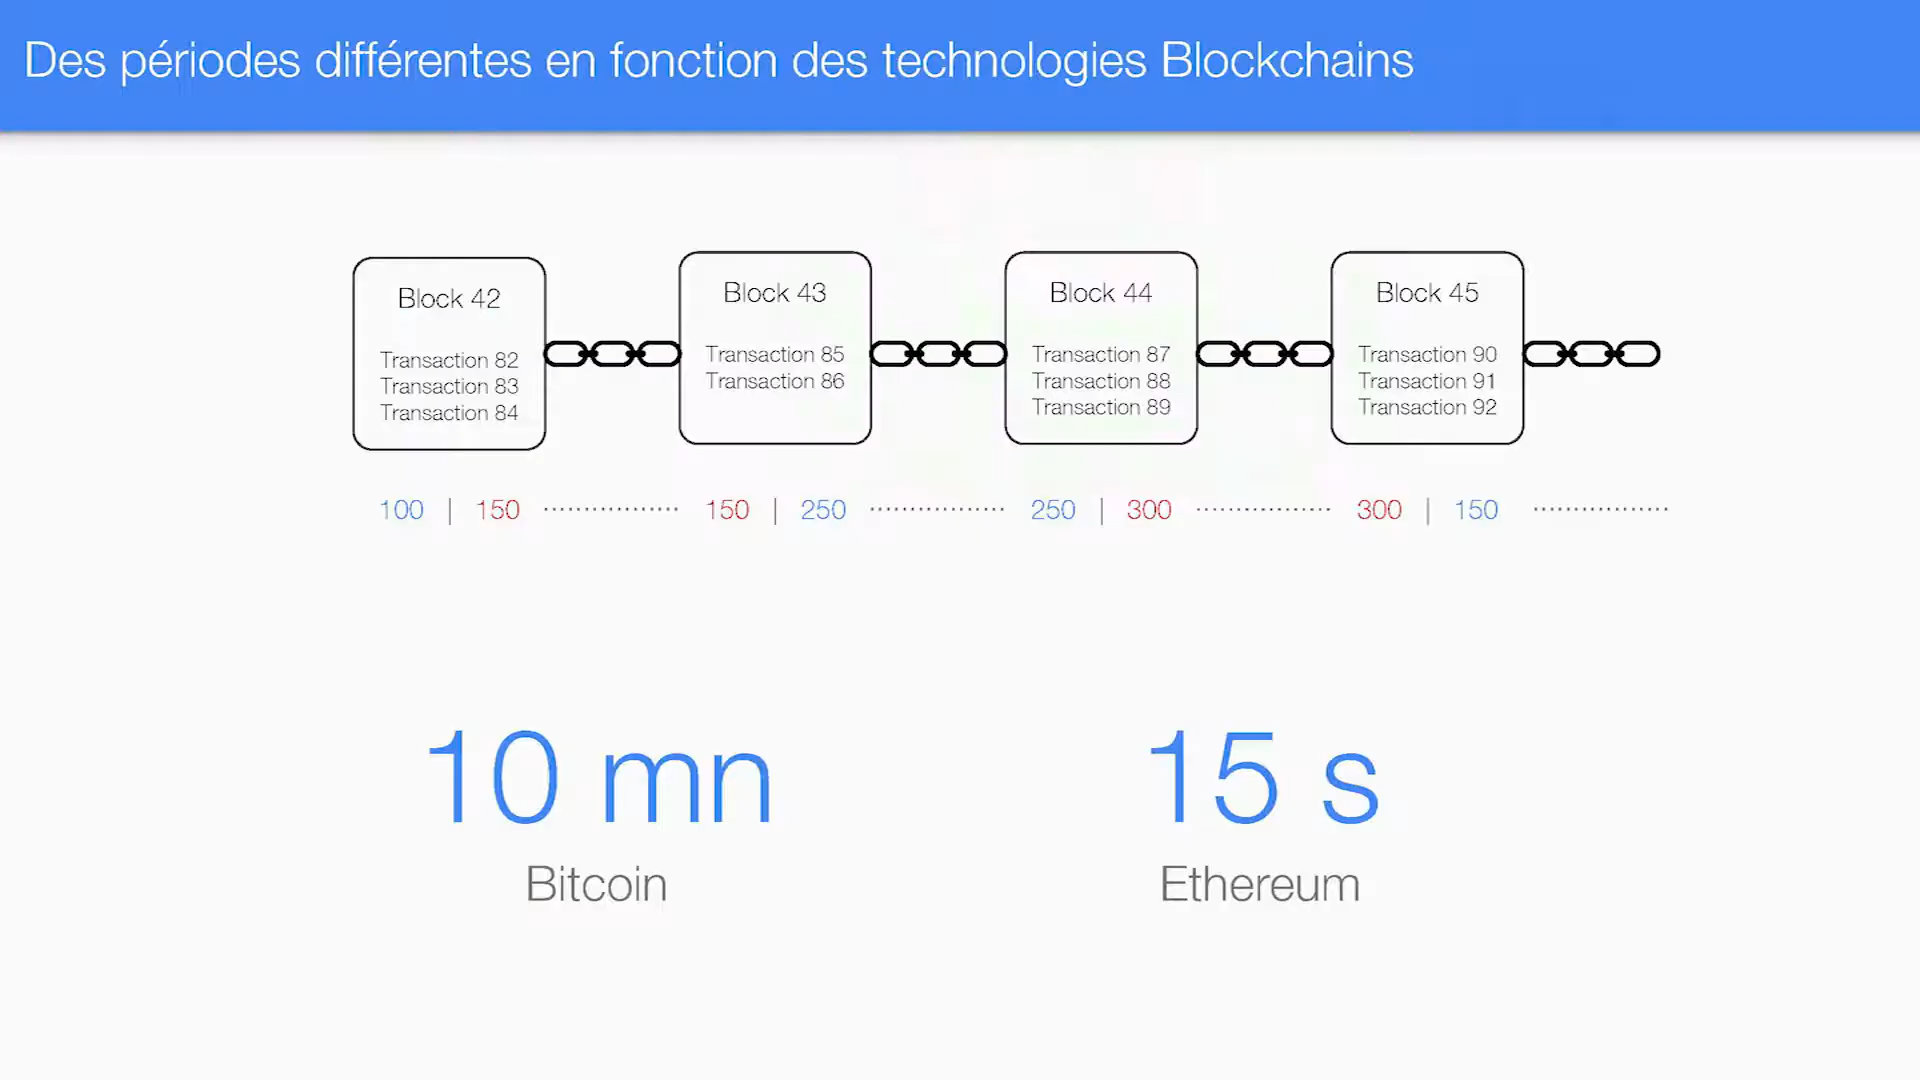 Des périodes différentes en fonction des technologies Blockchains
Block 42
Transaction 82
Transaction 83
Transaction 84
Block 43
Transaction 85
Transaction 86
Block 44
Transaction 87
Transaction 88
Transaction 89
Block 45
Transaction 90
Transaction 91
Transaction 92
100 | 150 ················ 150 | 250 ················ 250 | 300 ················ 300 | 150 ················
10 mn
Bitcoin
15 s
Ethereum